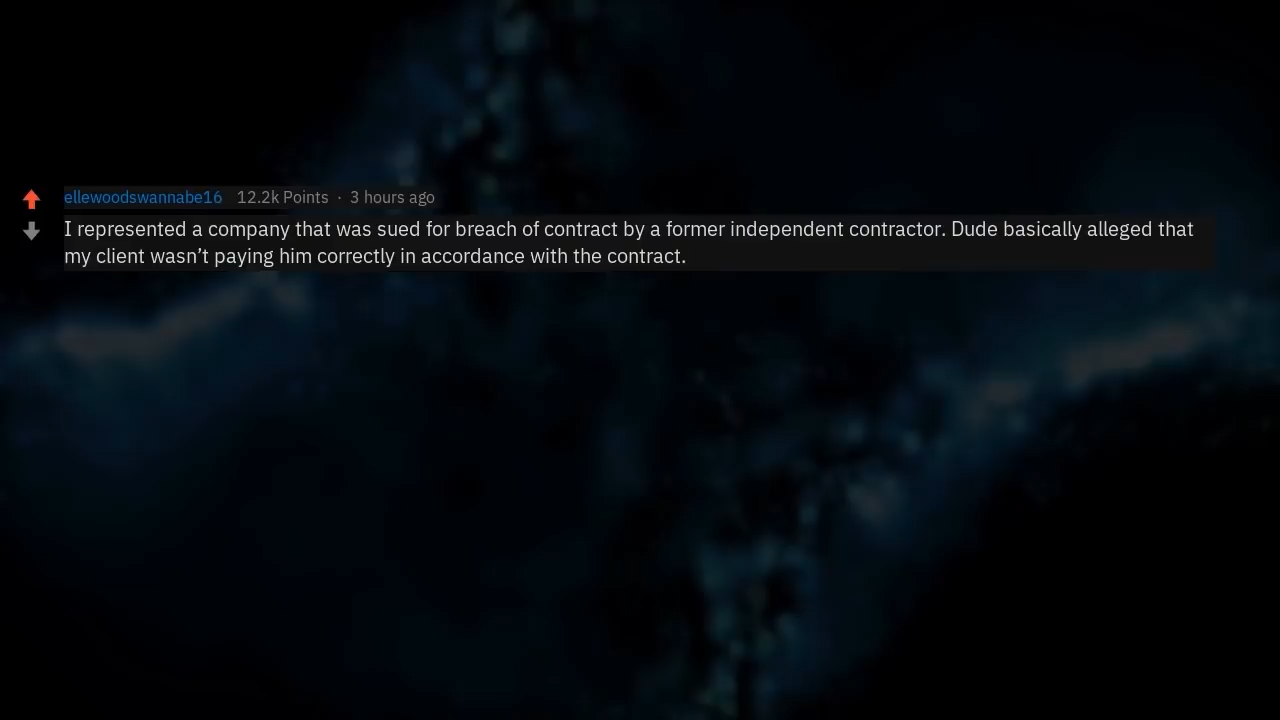 ellewoodswannabe16 12.2k Points · 3 hours ago
I represented a company that was sued for breach of contract by a former independent contractor. Dude basically alleged that
my client wasn’t paying him correctly in accordance with the contract.